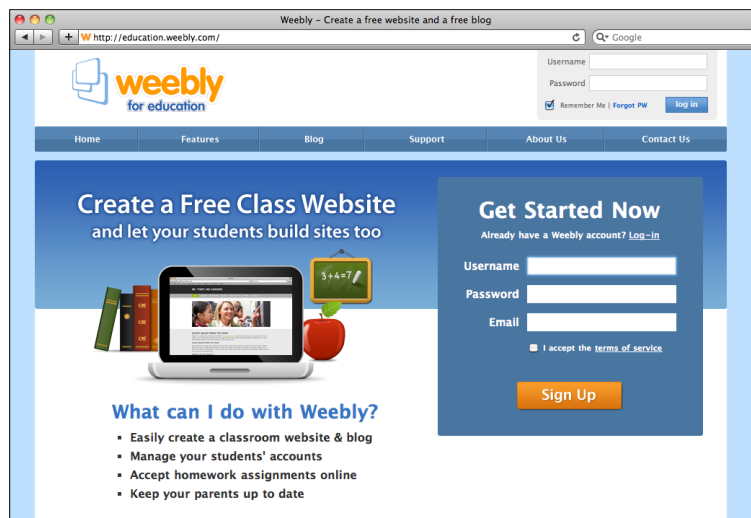 Weebly – Create a free website and a free blog
W http://education.weebly.com/
Google
weebly
for education
Username
Password
Remember Me | Forgot PW
log in
Home Features Blog Support About Us Contact Us
Create a Free Class Website
and let your students build sites too
3+4=7
Get Started Now
Already have a Weebly account? Log-in
Username
Password
Email
I accept the terms of service
Sign Up
What can I do with Weebly?
▪ Easily create a classroom website & blog
▪ Manage your students' accounts
▪ Accept homework assignments online
▪ Keep your parents up to date